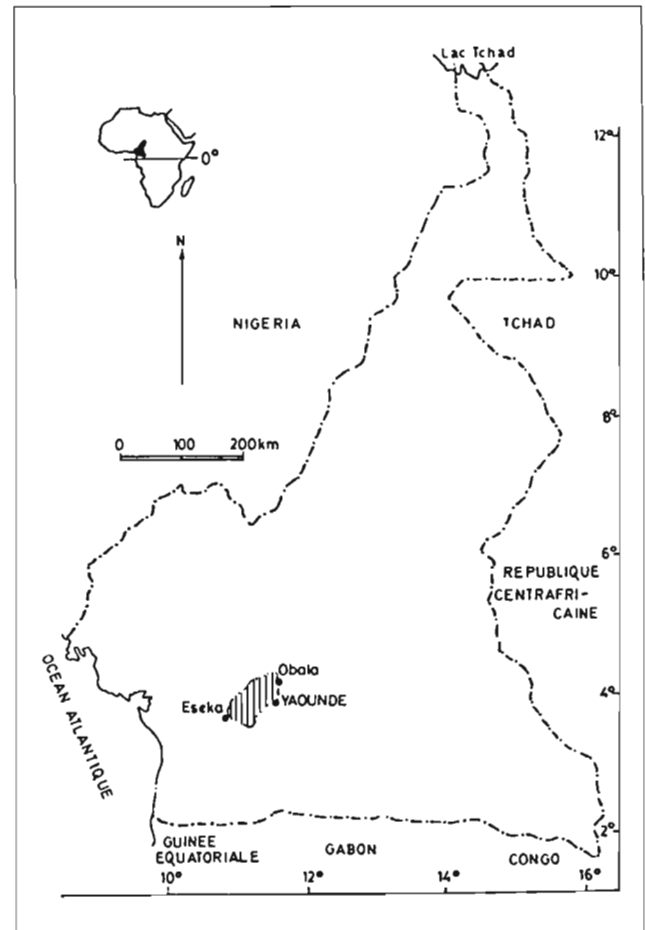 Lac Tchad
12°
0°
N
10°
NIGERIA
TCHAD
0 100 200km
8°
6°
REPUBLIQUE
CENTRAFRI-
CAINE
OCEAN ATLANTIQUE
Obala
Eseka
YAOUNDE
4°
2°
GUINEE
EQUATORIALE
GABON
CONGO
10° 12° 14° 16°